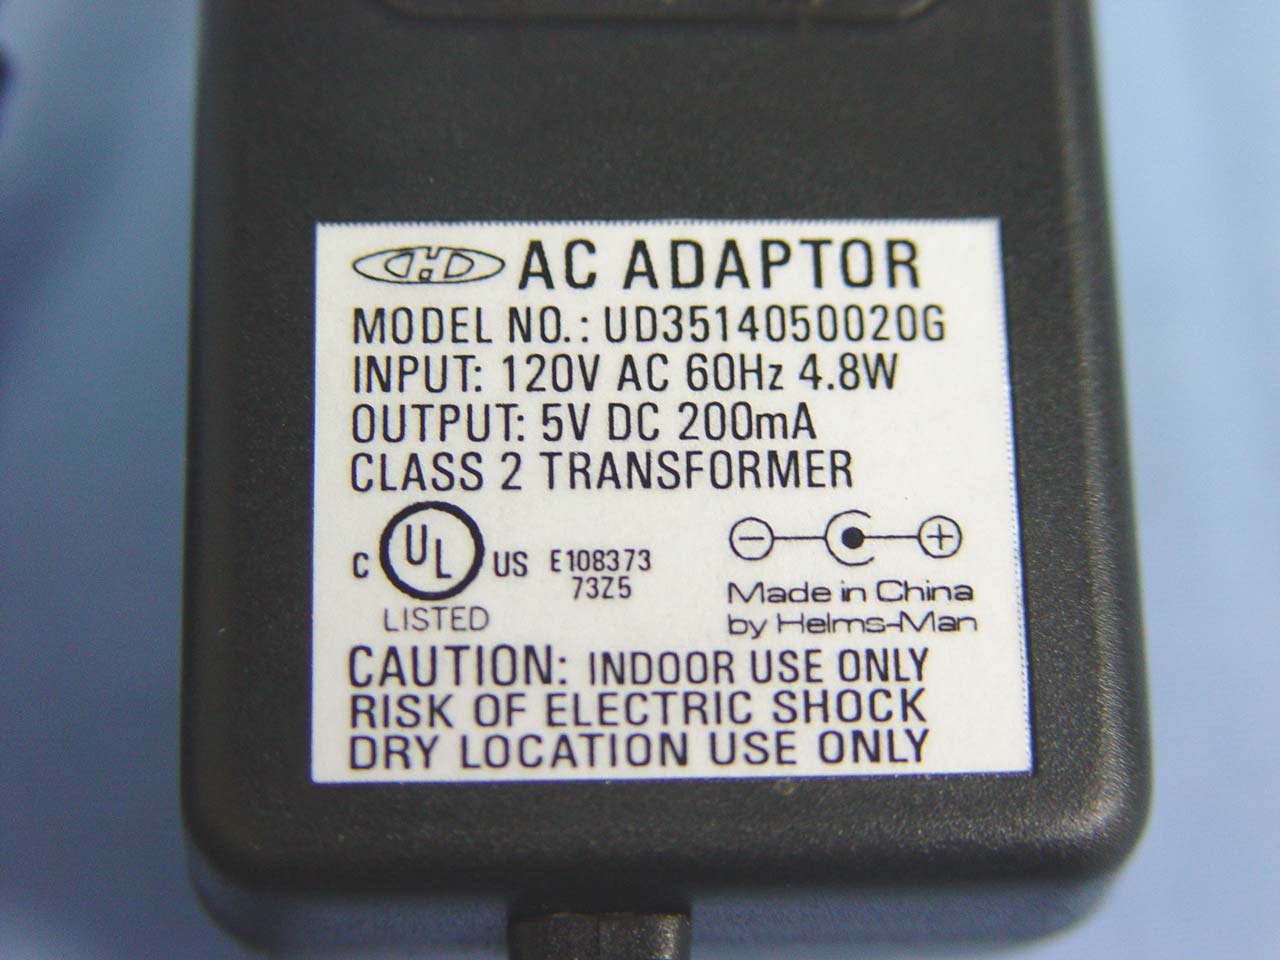 CHD AC ADAPTOR
MODEL NO.: UD3514050020G
INPUT: 120V AC 60Hz 4.8W
OUTPUT: 5V DC 200mA
CLASS 2 TRANSFORMER
C UL US E108373
73Z5
LISTED
− +
Made in China
by Helms-Man
CAUTION: INDOOR USE ONLY
RISK OF ELECTRIC SHOCK
DRY LOCATION USE ONLY